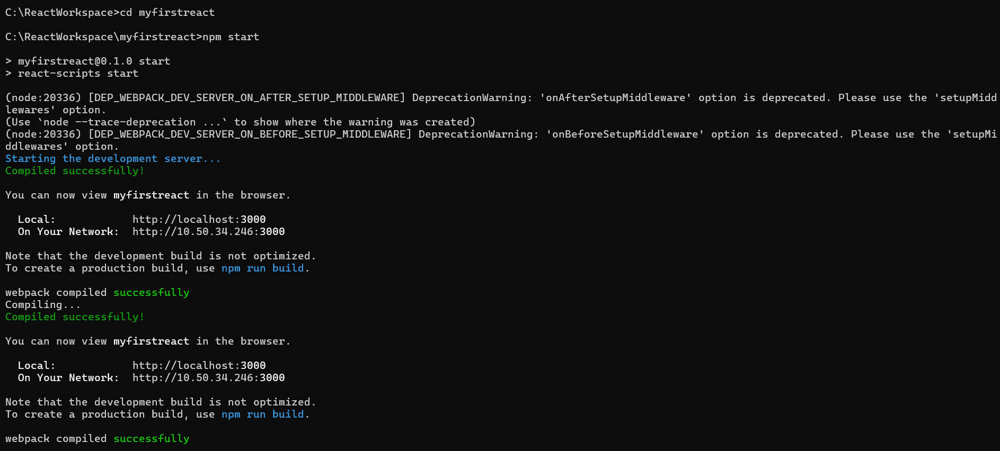 C:\ReactWorkspace>cd myfirstreact
C:\ReactWorkspace\myfirstreact>npm start
> myfirstreact@0.1.0 start
> react-scripts start
(node:20336) [DEP_WEBPACK_DEV_SERVER_ON_AFTER_SETUP_MIDDLEWARE] DeprecationWarning: 'onAfterSetupMiddleware' option is deprecated. Please use the 'setupMidd
lewares' option.
(Use `node --trace-deprecation ...` to show where the warning was created)
(node:20336) [DEP_WEBPACK_DEV_SERVER_ON_BEFORE_SETUP_MIDDLEWARE] DeprecationWarning: 'onBeforeSetupMiddleware' option is deprecated. Please use the 'setupMi
ddlewares' option.
Starting the development server...
Compiled successfully!
You can now view myfirstreact in the browser.
Local:            http://localhost:3000
On Your Network:  http://10.50.34.246:3000
Note that the development build is not optimized.
To create a production build, use npm run build.
webpack compiled successfully
Compiling...
Compiled successfully!
You can now view myfirstreact in the browser.
Local:            http://localhost:3000
On Your Network:  http://10.50.34.246:3000
Note that the development build is not optimized.
To create a production build, use npm run build.
webpack compiled successfully